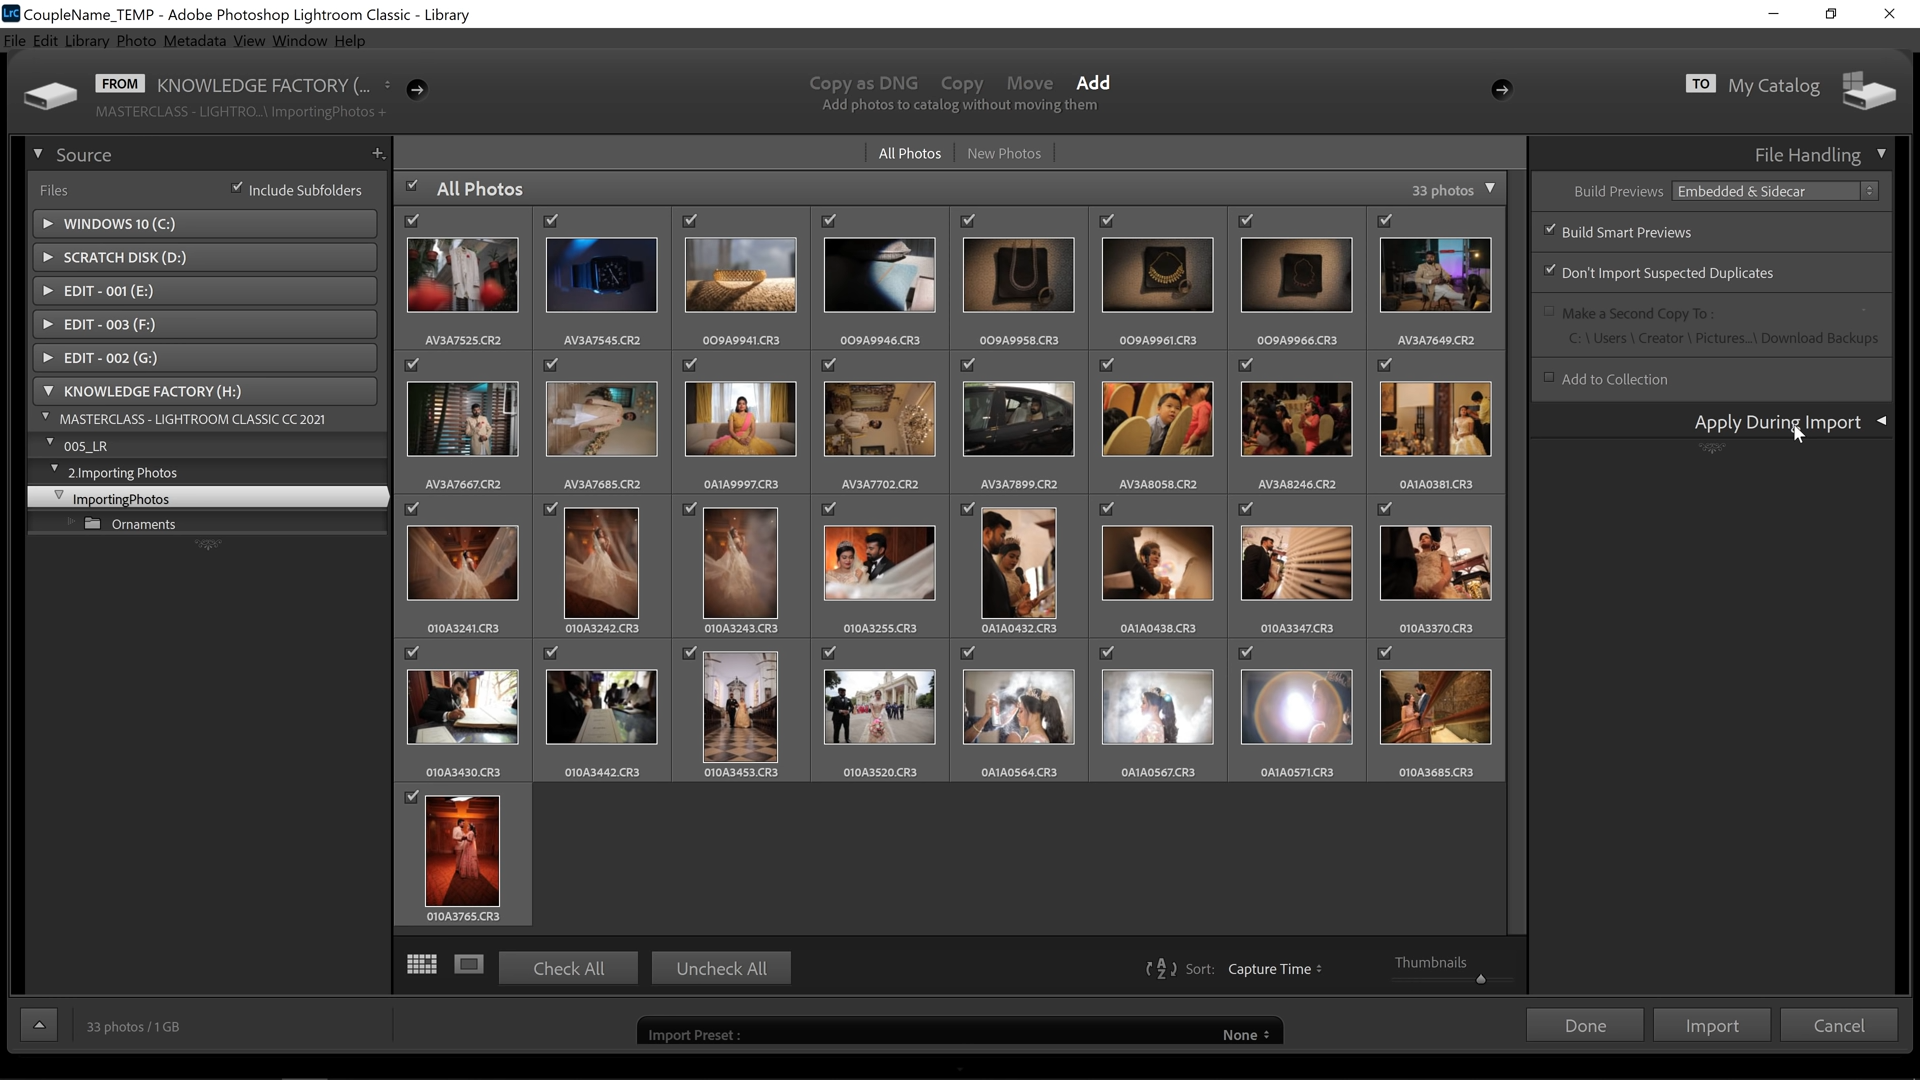 CoupleName_TEMP - Adobe Photoshop Lightroom Classic - Library
File Edit Library Photo Metadata View Window Help
FROM KNOWLEDGE FACTORY (...
MASTERCLASS - LIGHTRO...\ ImportingPhotos +
Copy as DNG Copy Move Add
Add photos to catalog without moving them
TO My Catalog
Source
Files Include Subfolders
WINDOWS 10 (C:)
SCRATCH DISK (D:)
EDIT - 001 (E:)
EDIT - 003 (F:)
EDIT - 002 (G:)
KNOWLEDGE FACTORY (H:)
MASTERCLASS - LIGHTROOM CLASSIC CC 2021
005_LR
2.Importing Photos
ImportingPhotos
Ornaments
All Photos New Photos
All Photos 33 photos
AV3A7525.CR2 AV3A7545.CR2 0O9A9941.CR3 0O9A9946.CR3 0O9A9958.CR3 0O9A9961.CR3 0O9A9966.CR3 AV3A7649.CR2
AV3A7667.CR2 AV3A7685.CR2 0A1A9997.CR3 AV3A7702.CR2 AV3A7899.CR2 AV3A8058.CR2 AV3A8246.CR2 0A1A0381.CR3
010A3241.CR3 010A3242.CR3 010A3243.CR3 010A3255.CR3 0A1A0432.CR3 0A1A0438.CR3 010A3347.CR3 010A3370.CR3
010A3430.CR3 010A3442.CR3 010A3453.CR3 010A3520.CR3 0A1A0564.CR3 0A1A0567.CR3 0A1A0571.CR3 010A3685.CR3
010A3765.CR3
Check All Uncheck All Sort: Capture Time Thumbnails
File Handling
Build Previews Embedded & Sidecar
Build Smart Previews
Don't Import Suspected Duplicates
Make a Second Copy To :
C: \ Users \ Creator \ Pictures...\ Download Backups
Add to Collection
Apply During Import
33 photos / 1 GB
Import Preset : None
Done Import Cancel